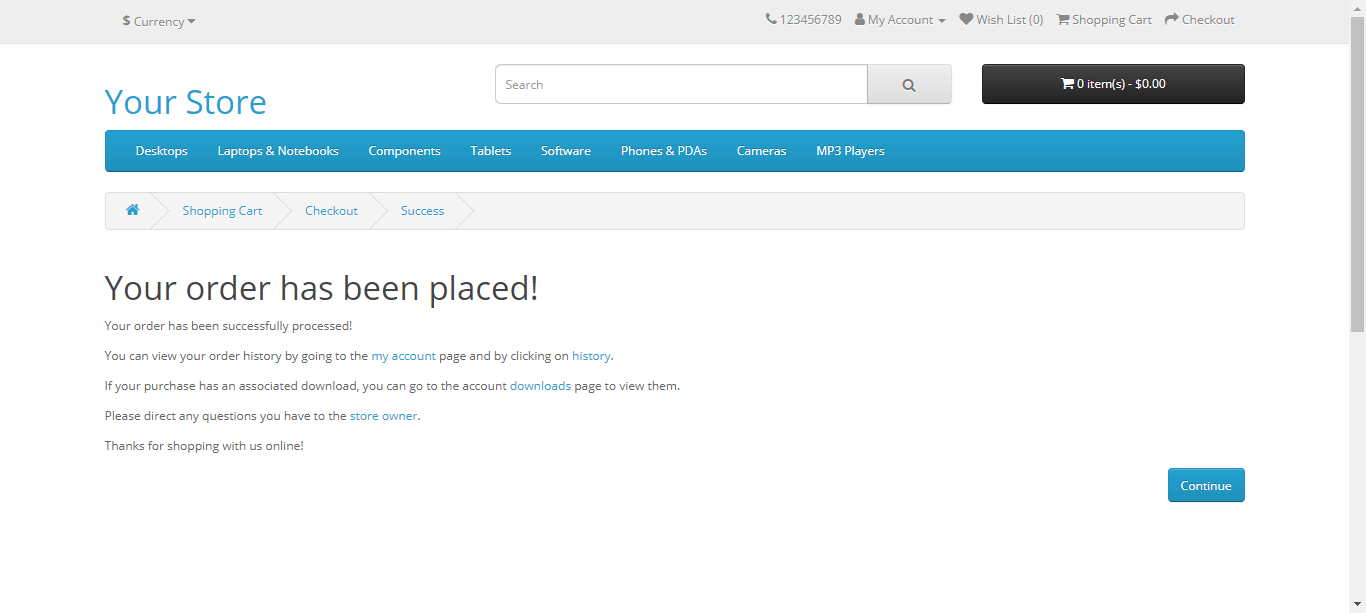 $ Currency
123456789 My Account Wish List (0) Shopping Cart Checkout
Your Store
Search
0 item(s) - $0.00
Desktops Laptops & Notebooks Components Tablets Software Phones & PDAs Cameras MP3 Players
Shopping Cart Checkout Success
Your order has been placed!
Your order has been successfully processed!
You can view your order history by going to the my account page and by clicking on history.
If your purchase has an associated download, you can go to the account downloads page to view them.
Please direct any questions you have to the store owner.
Thanks for shopping with us online!
Continue